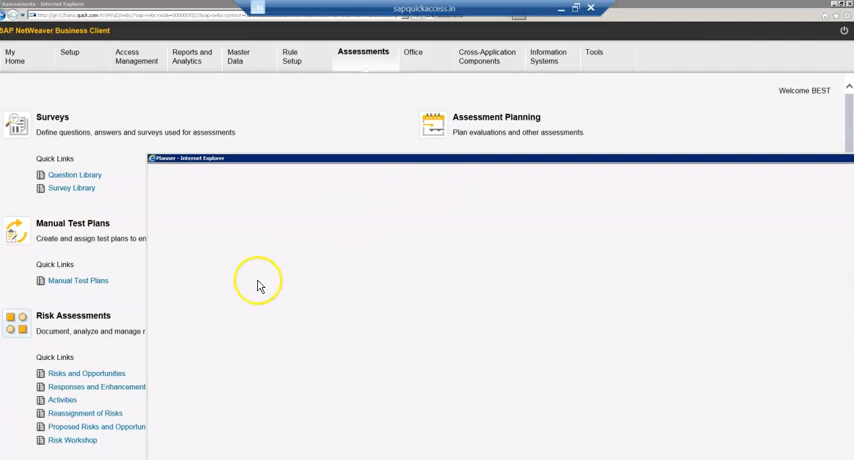 Assessments - Internet Explorer
sapquickaccess.in
SAP NetWeaver Business Client
My Home
Setup
Access Management
Reports and Analytics
Master Data
Rule Setup
Assessments
Office
Cross-Application Components
Information Systems
Tools
Welcome BEST
Surveys
Define questions, answers and surveys used for assessments
Quick Links
Question Library
Survey Library
Assessment Planning
Plan evaluations and other assessments
Planner - Internet Explorer
Manual Test Plans
Create and assign test plans to en
Quick Links
Manual Test Plans
Risk Assessments
Document, analyze and manage r
Quick Links
Risks and Opportunities
Responses and Enhancement
Activities
Reassignment of Risks
Proposed Risks and Opportun
Risk Workshop